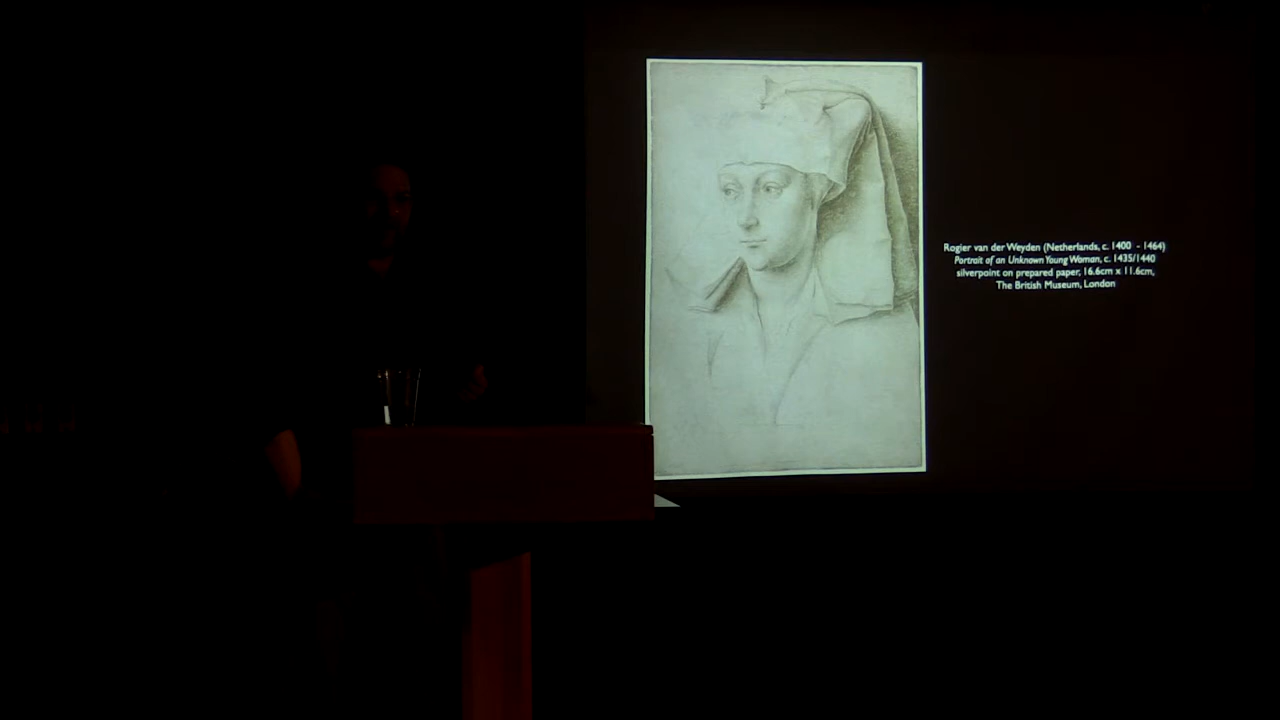 Rogier van der Weyden (Netherlands, c. 1400 - 1464)
Portrait of an Unknown Young Woman, c. 1435/1440
silverpoint on prepared paper, 16.6cm x 11.6cm,
The British Museum, London